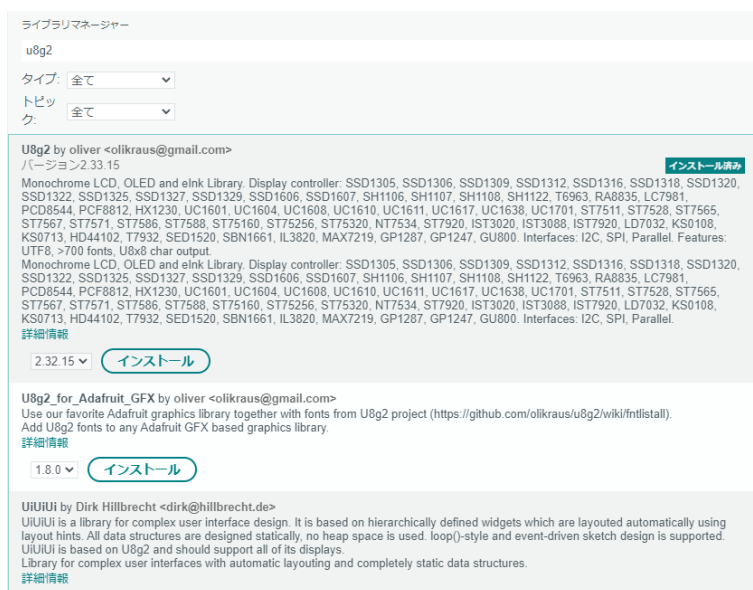 ライブラリマネージャー
u8g2
タイプ: 全て
トピッ
ク: 全て
U8g2 by oliver <olikraus@gmail.com>
バージョン2.33.15 インストール済み
Monochrome LCD, OLED and eInk Library. Display controller: SSD1305, SSD1306, SSD1309, SSD1312, SSD1316, SSD1318, SSD1320,
SSD1322, SSD1325, SSD1327, SSD1329, SSD1606, SSD1607, SH1106, SH1107, SH1108, SH1122, T6963, RA8835, LC7981,
PCD8544, PCF8812, HX1230, UC1601, UC1604, UC1608, UC1610, UC1611, UC1617, UC1638, UC1701, ST7511, ST7528, ST7565,
ST7567, ST7571, ST7586, ST7588, ST75160, ST75256, ST75320, NT7534, ST7920, IST3020, IST3088, IST7920, LD7032, KS0108,
KS0713, HD44102, T7932, SED1520, SBN1661, IL3820, MAX7219, GP1287, GP1247, GU800. Interfaces: I2C, SPI, Parallel. Features:
UTF8, >700 fonts, U8x8 char output.
Monochrome LCD, OLED and eInk Library. Display controller: SSD1305, SSD1306, SSD1309, SSD1312, SSD1316, SSD1318, SSD1320,
SSD1322, SSD1325, SSD1327, SSD1329, SSD1606, SSD1607, SH1106, SH1107, SH1108, SH1122, T6963, RA8835, LC7981,
PCD8544, PCF8812, HX1230, UC1601, UC1604, UC1608, UC1610, UC1611, UC1617, UC1638, UC1701, ST7511, ST7528, ST7565,
ST7567, ST7571, ST7586, ST7588, ST75160, ST75256, ST75320, NT7534, ST7920, IST3020, IST3088, IST7920, LD7032, KS0108,
KS0713, HD44102, T7932, SED1520, SBN1661, IL3820, MAX7219, GP1287, GP1247, GU800. Interfaces: I2C, SPI, Parallel.
詳細情報
2.32.15 インストール
U8g2_for_Adafruit_GFX by oliver <olikraus@gmail.com>
Use our favorite Adafruit graphics library together with fonts from U8g2 project (https://github.com/olikraus/u8g2/wiki/fntlistall).
Add U8g2 fonts to any Adafruit GFX based graphics library.
詳細情報
1.8.0 インストール
UiUiUi by Dirk Hillbrecht <dirk@hillbrecht.de>
UiUiUi is a library for complex user interface design. It is based on hierarchically defined widgets which are layouted automatically using
layout hints. All data structures are designed statically, no heap space is used. loop()-style and event-driven sketch design is supported.
UiUiUi is based on U8g2 and should support all of its displays.
Library for complex user interfaces with automatic layouting and completely static data structures.
詳細情報